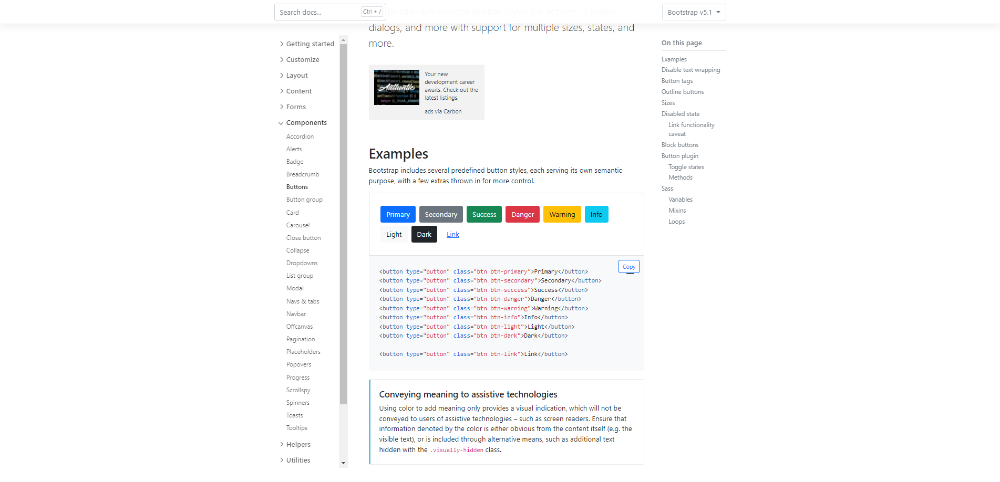 Search docs...
Ctrl + /
Bootstrap v5.1
Bootstrap's custom button styles for actions in forms,
dialogs, and more with support for multiple sizes, states, and
more.
Getting started
Customize
Layout
Content
Forms
Components
Accordion
Alerts
Badge
Breadcrumb
Buttons
Button group
Card
Carousel
Close button
Collapse
Dropdowns
List group
Modal
Navs & tabs
Navbar
Offcanvas
Pagination
Placeholders
Popovers
Progress
Scrollspy
Spinners
Toasts
Tooltips
Helpers
Utilities
Authentic
Your new
development career
awaits. Check out the
latest listings.
ads via Carbon
Examples
Bootstrap includes several predefined button styles, each serving its own semantic
purpose, with a few extras thrown in for more control.
Primary Secondary Success Danger Warning Info
Light Dark Link
Copy
<button type="button" class="btn btn-primary">Primary</button>
<button type="button" class="btn btn-secondary">Secondary</button>
<button type="button" class="btn btn-success">Success</button>
<button type="button" class="btn btn-danger">Danger</button>
<button type="button" class="btn btn-warning">Warning</button>
<button type="button" class="btn btn-info">Info</button>
<button type="button" class="btn btn-light">Light</button>
<button type="button" class="btn btn-dark">Dark</button>
<button type="button" class="btn btn-link">Link</button>
Conveying meaning to assistive technologies
Using color to add meaning only provides a visual indication, which will not be
conveyed to users of assistive technologies – such as screen readers. Ensure that
information denoted by the color is either obvious from the content itself (e.g. the
visible text), or is included through alternative means, such as additional text
hidden with the .visually-hidden class.
On this page
Examples
Disable text wrapping
Button tags
Outline buttons
Sizes
Disabled state
Link functionality
caveat
Block buttons
Button plugin
Toggle states
Methods
Sass
Variables
Mixins
Loops